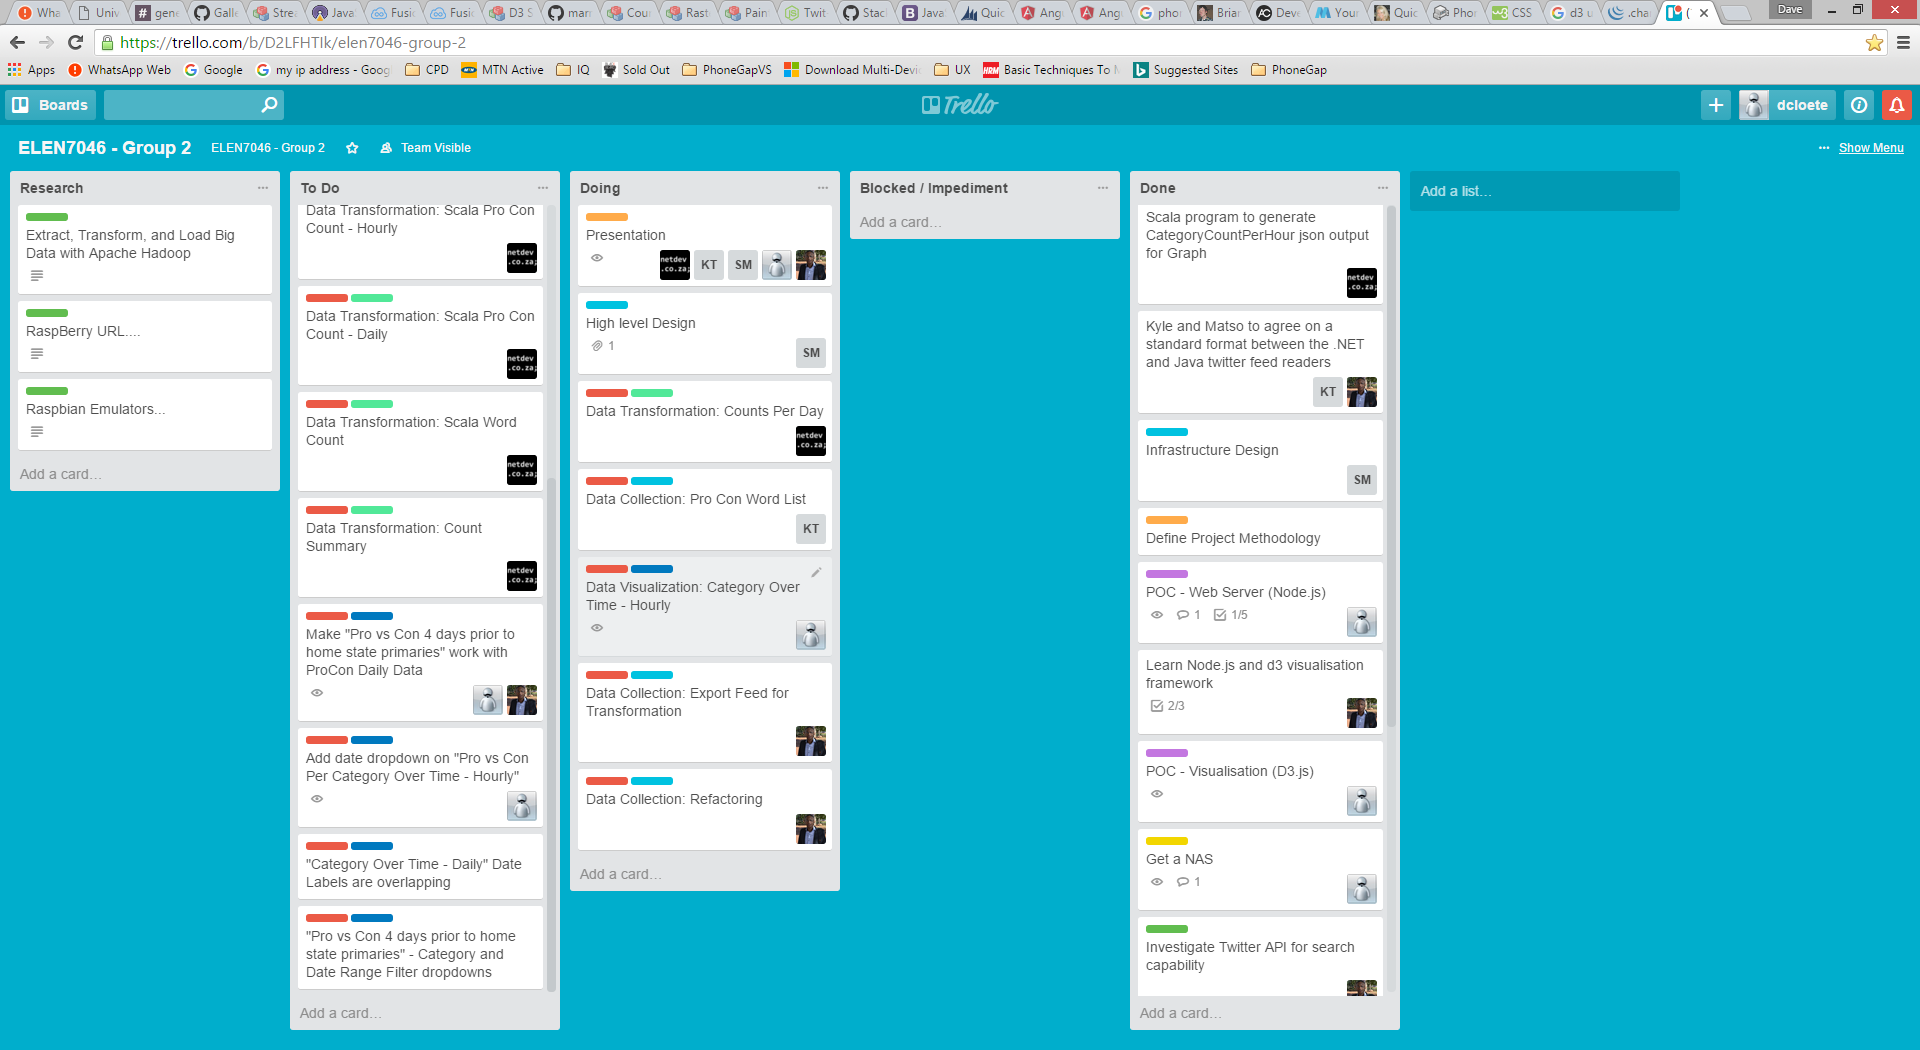 Wha
Univ
gene
Galle
Strea
Java
Fusio
Fusio
D3 S
marr
Cour
Rast
Pain
Twit
Stac
Java
Quic
Ang
Ang
phor
Brian
Deve
Your
Quic
Phor
CSS
d3 u
.char
(
Dave
https://trello.com/b/D2LFHTIk/elen7046-group-2
Apps
WhatsApp Web
Google
my ip address - Goog
CPD
MTN Active
IQ
Sold Out
PhoneGapVS
Download Multi-Devi
UX
Basic Techniques To M
Suggested Sites
PhoneGap
Boards
Trello
dcloete
ELEN7046 - Group 2
ELEN7046 - Group 2
Team Visible
Show Menu
Research
Extract, Transform, and Load Big
Data with Apache Hadoop
RaspBerry URL....
Raspbian Emulators...
Add a card...
To Do
Data Transformation: Scala Pro Con
Count - Hourly
netdev
.co.za;
Data Transformation: Scala Pro Con
Count - Daily
netdev
.co.za;
Data Transformation: Scala Word
Count
netdev
.co.za;
Data Transformation: Count
Summary
netdev
.co.za;
Make "Pro vs Con 4 days prior to
home state primaries" work with
ProCon Daily Data
Add date dropdown on "Pro vs Con
Per Category Over Time - Hourly"
"Category Over Time - Daily" Date
Labels are overlapping
"Pro vs Con 4 days prior to home
state primaries" - Category and
Date Range Filter dropdowns
Add a card...
Doing
Presentation
netdev
.co.za;
KT
SM
High level Design
1
SM
Data Transformation: Counts Per Day
netdev
.co.za;
Data Collection: Pro Con Word List
KT
Data Visualization: Category Over
Time - Hourly
Data Collection: Export Feed for
Transformation
Data Collection: Refactoring
Add a card...
Blocked / Impediment
Add a card...
Done
Scala program to generate
CategoryCountPerHour json output
for Graph
netdev
.co.za;
Kyle and Matso to agree on a
standard format between the .NET
and Java twitter feed readers
KT
Infrastructure Design
SM
Define Project Methodology
POC - Web Server (Node.js)
1
1/5
Learn Node.js and d3 visualisation
framework
2/3
POC - Visualisation (D3.js)
Get a NAS
1
Investigate Twitter API for search
capability
Add a card...
Add a list...